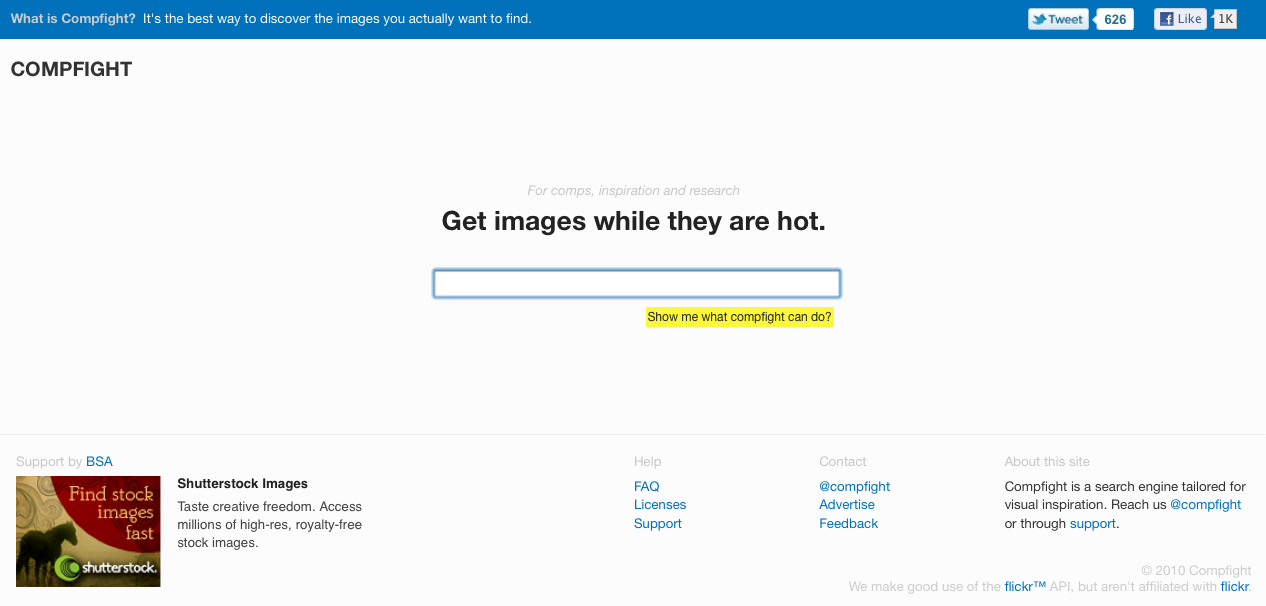 What is Compfight? It's the best way to discover the images you actually want to find.
Tweet 626 Like 1K
COMPFIGHT
For comps, inspiration and research
Get images while they are hot.
Show me what compfight can do?
Support by BSA
Find stock
images
fast
shutterstock.
Shutterstock Images
Taste creative freedom. Access
millions of high-res, royalty-free
stock images.
Help
FAQ
Licenses
Support
Contact
@compfight
Advertise
Feedback
About this site
Compfight is a search engine tailored for
visual inspiration. Reach us @compfight
or through support.
© 2010 Compfight
We make good use of the flickr™ API, but aren't affiliated with flickr.